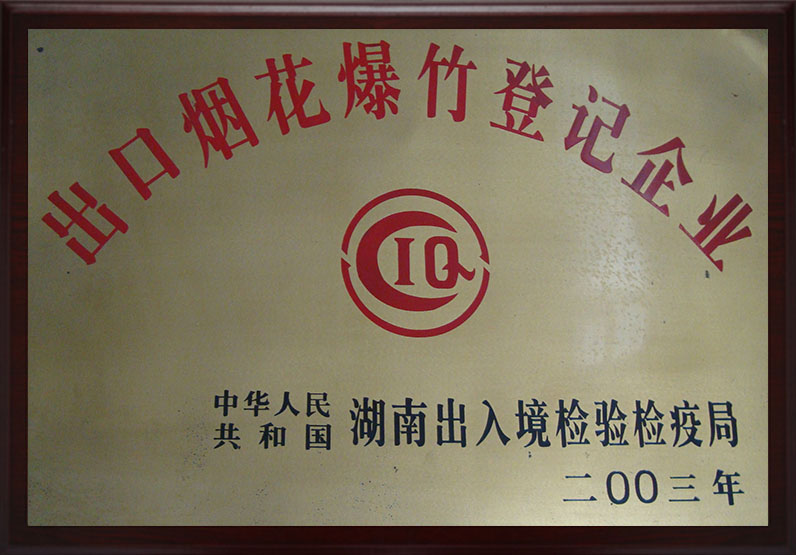 出口烟花爆竹登记企业
CIQ
中华人民
共和国
湖南出入境检验检疫局
二00三年